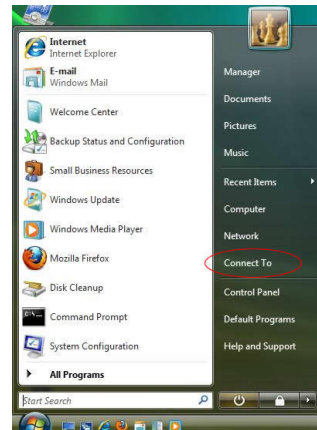 Internet
Internet Explorer
E-mail
Windows Mail
Welcome Center
Backup Status and Configuration
Small Business Resources
Windows Update
Windows Media Player
Mozilla Firefox
Disk Cleanup
Command Prompt
System Configuration
All Programs
Start Search
Manager
Documents
Pictures
Music
Recent Items
Computer
Network
Connect To
Control Panel
Default Programs
Help and Support